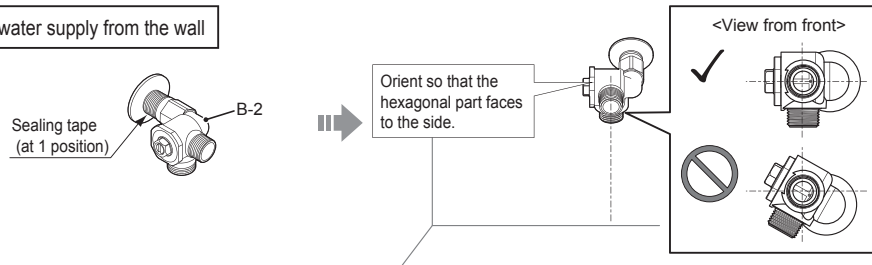 water supply from the wall
Sealing tape
(at 1 position)
B-2
Orient so that the
hexagonal part faces
to the side.
<View from front>